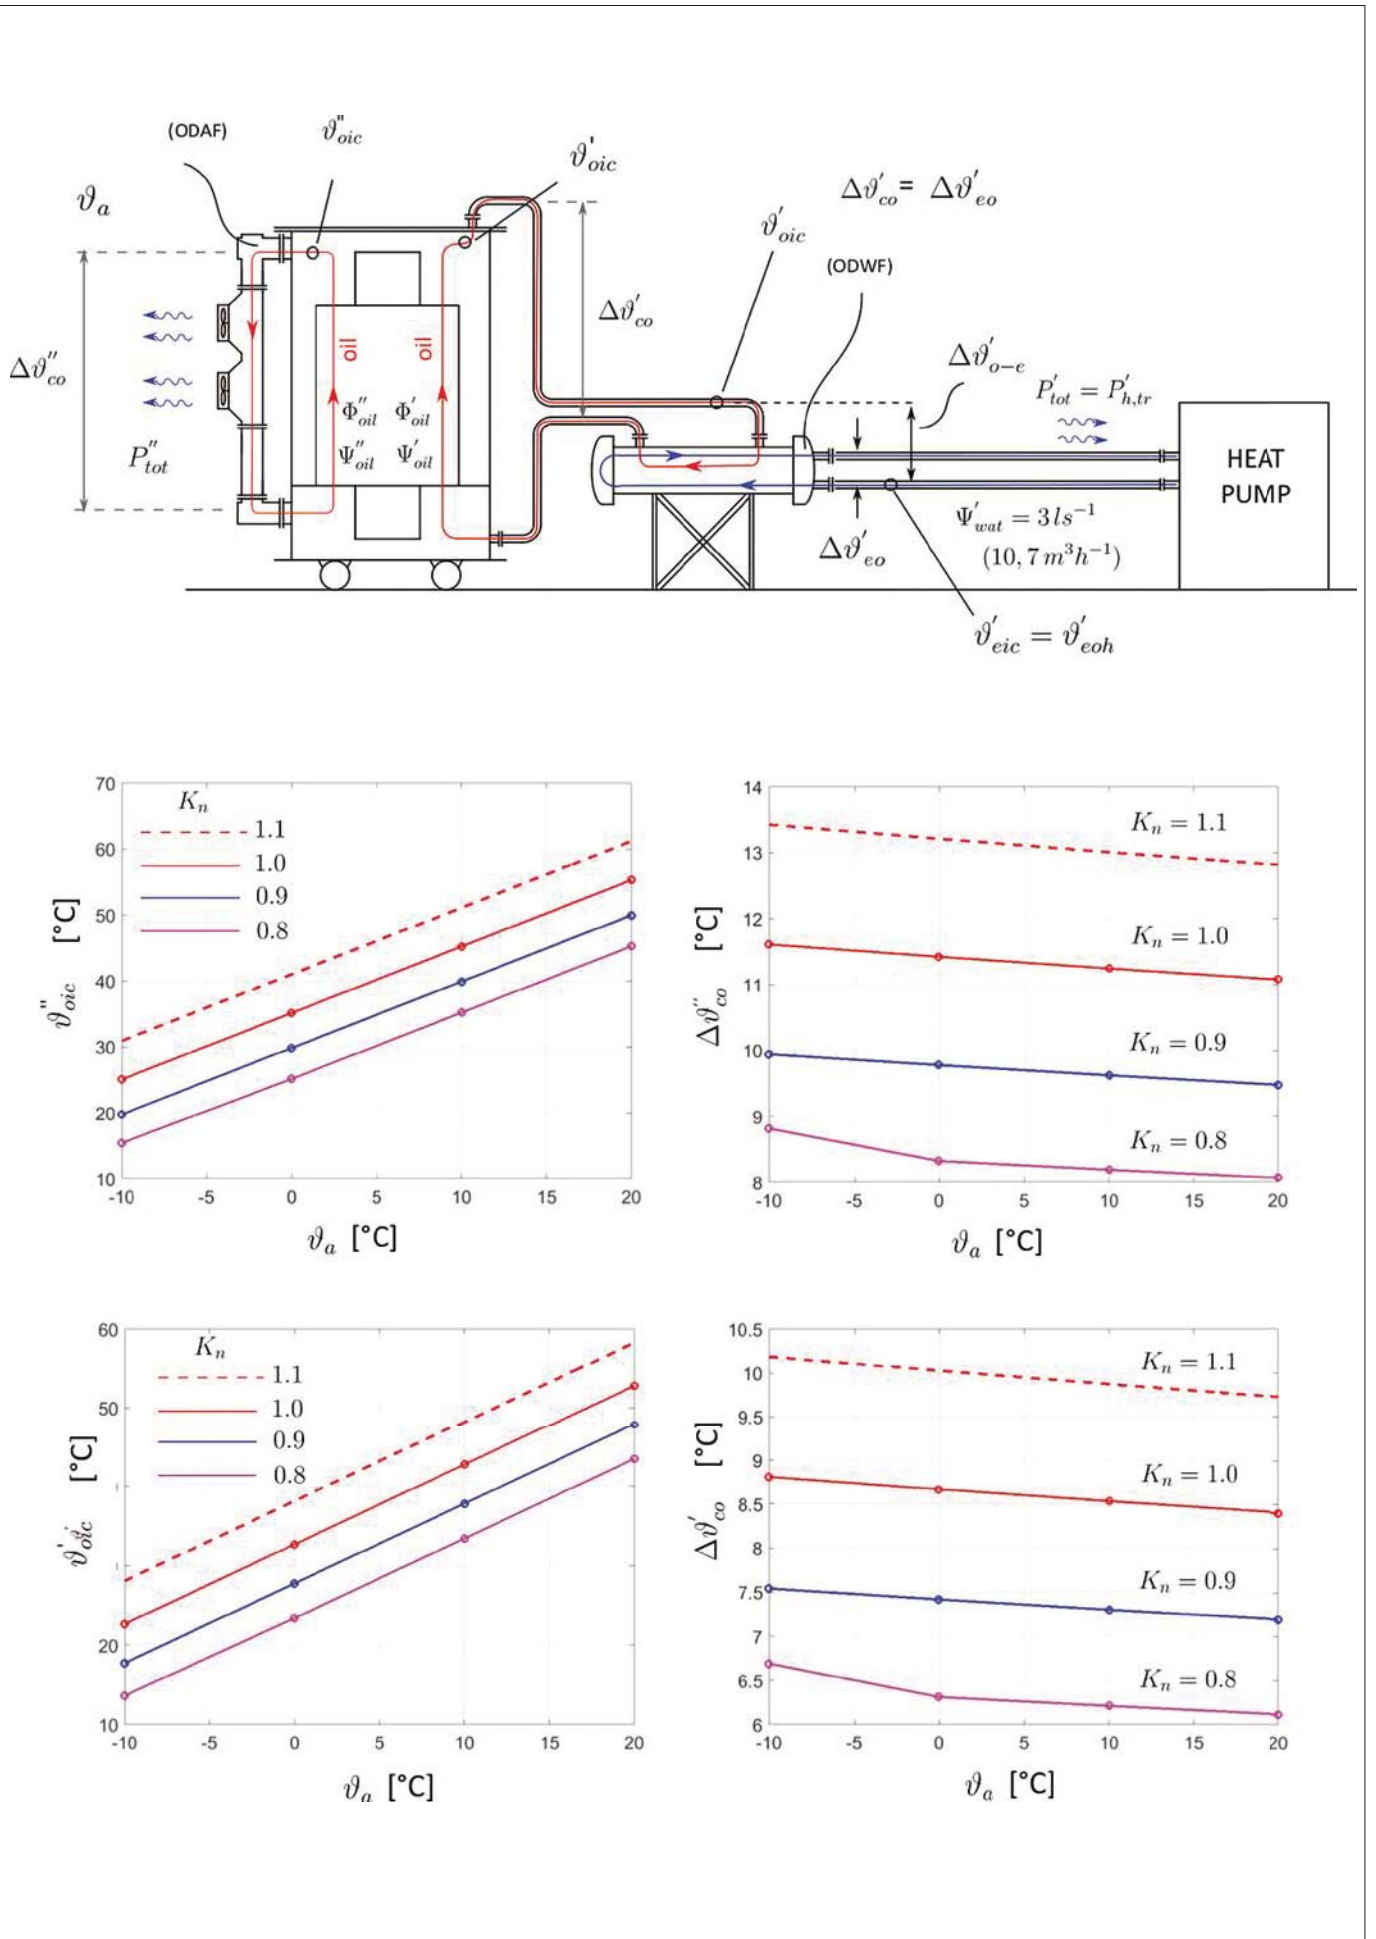 (ODAF)
ϑ''oic
ϑ'oic
ϑa
Δϑ'co = Δϑ'eo
ϑ'oic
(ODWF)
Δϑ'co
Δϑ''co
oil
oil
Δϑ'o−e
P'tot = P'h,tr
Φ''oil Φ'oil
P''tot
Ψ''oil Ψ'oil
HEAT
PUMP
Ψ'wat = 3 ls−1
(10, 7 m3h−1)
Δϑ'eo
ϑ'eic = ϑ'eoh
70
60
50
40
30
20
10
Kn
1.1
1.0
0.9
0.8
ϑ''oic [°C]
-10 -5 0 5 10 15 20
ϑa [°C]
14
13
12
11
10
9
8
Kn = 1.1
Kn = 1.0
Kn = 0.9
Kn = 0.8
Δϑ''co [°C]
-10 -5 0 5 10 15 20
ϑa [°C]
60
50
20
10
Kn
1.1
1.0
0.9
0.8
ϑ'oic [°C]
-10 -5 0 5 10 15 20
ϑa [°C]
10.5
10
9.5
9
8.5
8
7.5
7
6.5
6
Kn = 1.1
Kn = 1.0
Kn = 0.9
Kn = 0.8
Δϑ'co [°C]
-10 -5 0 5 10 15 20
ϑa [°C]